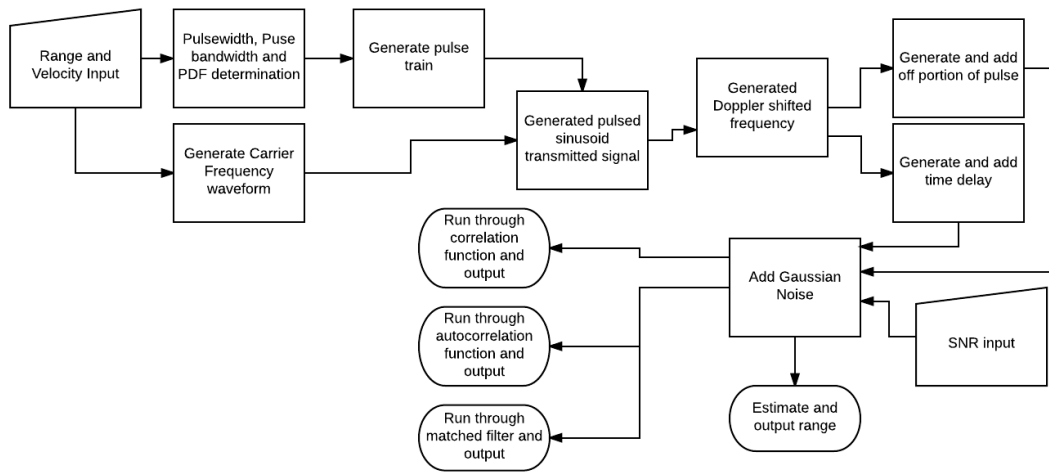 Range and
Velocity Input
Pulsewidth, Puse
bandwidth and
PDF determination
Generate pulse
train
Generate Carrier
Frequency
waveform
Generated pulsed
sinusoid
transmitted signal
Generated
Doppler shifted
frequency
Generate and add
off portion of pulse
Generate and add
time delay
Run through
correlation
function and
output
Add Gaussian
Noise
SNR input
Run through
autocorrelation
function and
output
Run through
matched filter and
output
Estimate and
output range